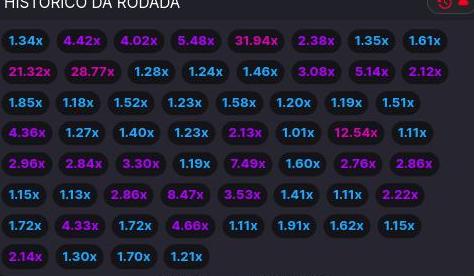 HISTÓRICO DA RODADA
1.34x 4.42x 4.02x 5.48x 31.94x 2.38x 1.35x 1.61x
21.32x 28.77x 1.28x 1.24x 1.46x 3.08x 5.14x 2.12x
1.85x 1.18x 1.52x 1.23x 1.58x 1.20x 1.19x 1.51x
4.36x 1.27x 1.40x 1.23x 2.13x 1.01x 12.54x 1.11x
2.96x 2.84x 3.30x 1.19x 7.49x 1.60x 2.76x 2.86x
1.15x 1.13x 2.86x 8.47x 3.53x 1.41x 1.11x 2.22x
1.72x 4.33x 1.72x 4.66x 1.11x 1.91x 1.62x 1.15x
2.14x 1.30x 1.70x 1.21x